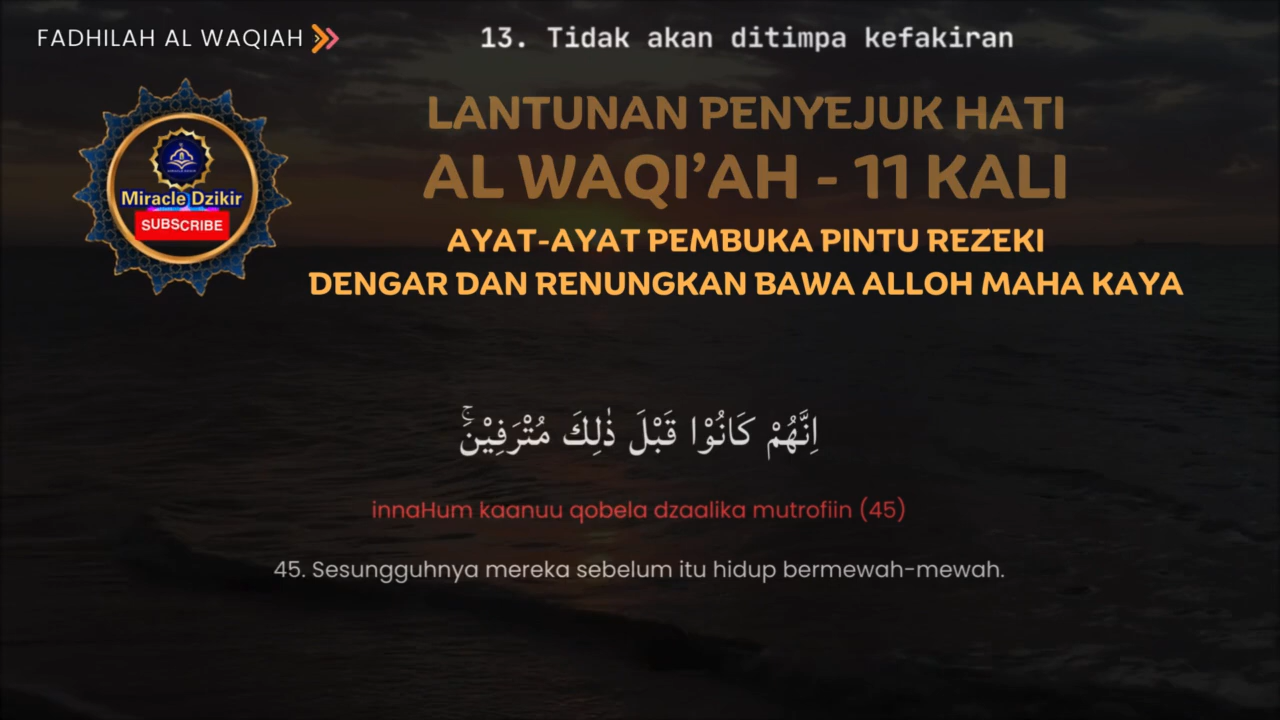 FADHILAH AL WAQIAH
13. Tidak akan ditimpa kefakiran
LANTUNAN PENYEJUK HATI
AL WAQI’AH - 11 KALI
AYAT-AYAT PEMBUKA PINTU REZEKI
DENGAR DAN RENUNGKAN BAWA ALLOH MAHA KAYA
Miracle Dzikir
SUBSCRIBE
اِنَّهُمْ كَانُوْا قَبْلَ ذٰلِكَ مُتْرَفِيْنَۚ
innaHum kaanuu qobela dzaalika mutrofiin (45)
45. Sesungguhnya mereka sebelum itu hidup bermewah-mewah.